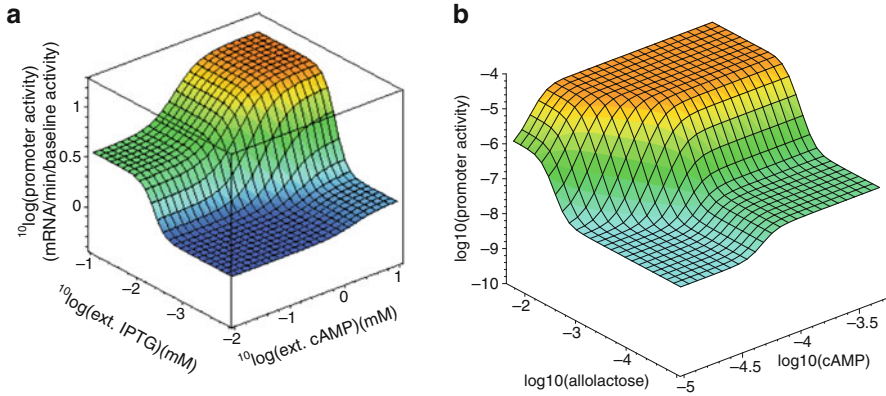 a
¹⁰log(promoter activity)
(mRNA/min/baseline activity)
1
0.5
0
−1
−2
−3
¹⁰log(ext. IPTG)(mM)
−2
−1
0
1
¹⁰log(ext. cAMP)(mM)
b
log10(promoter activity)
−4
−5
−6
−7
−8
−9
−10
−2
−3
−4
−5
log10(allolactose)
−4.5
−4
−3.5
log10(cAMP)